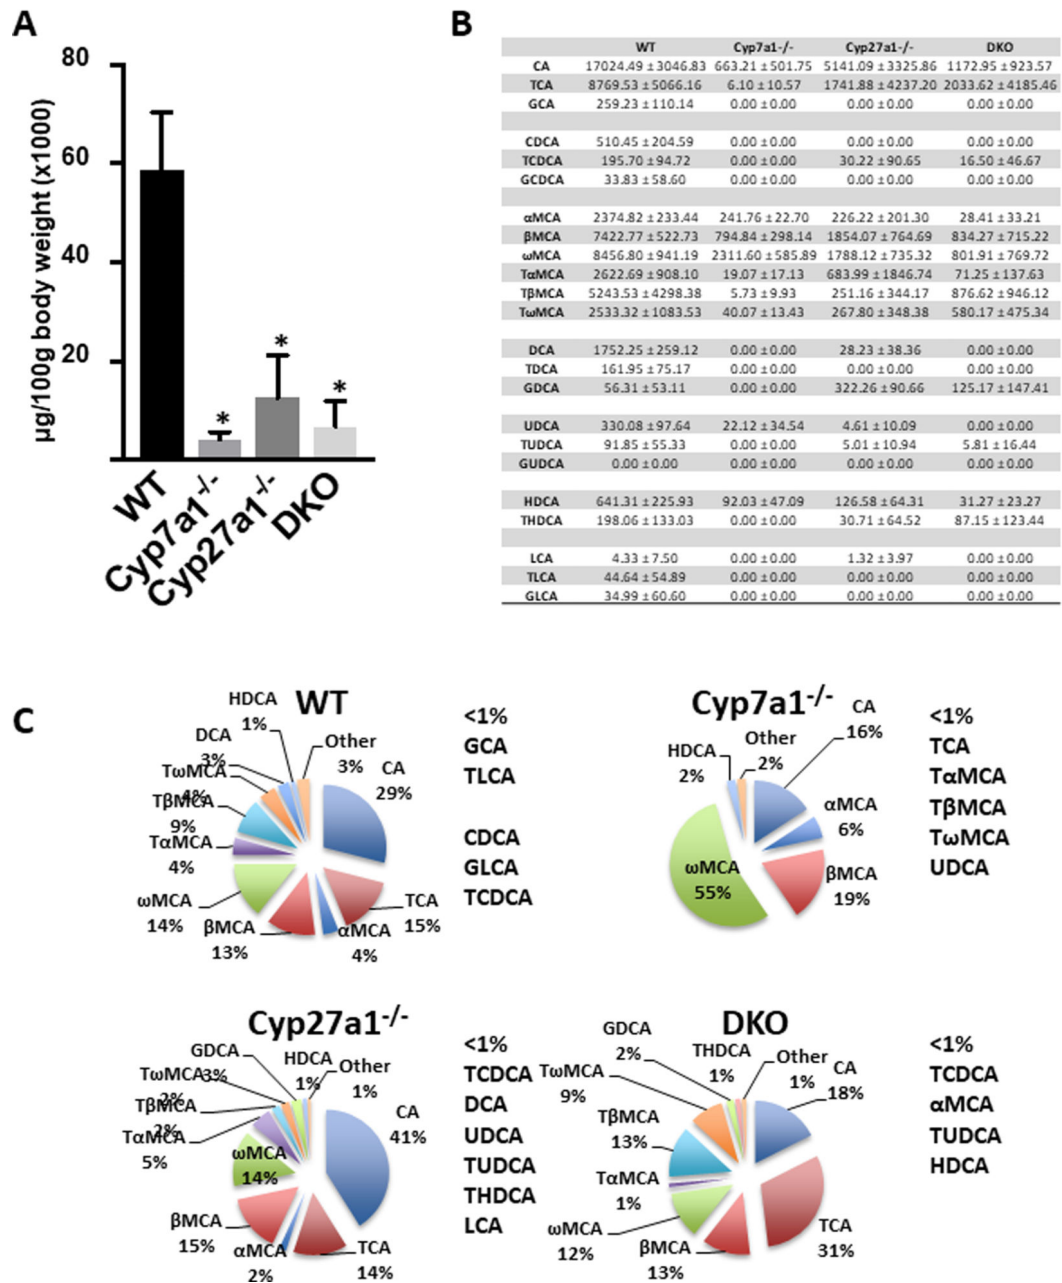 A
80
60
40
20
µg/100g body weight (x1000)
*
*
*
WT
Cyp7a1-/-
Cyp27a1-/-
DKO
B
WT Cyp7a1-/- Cyp27a1-/- DKO
CA 17024.49 ±3046.83 663.21 ±501.75 5141.09 ±3325.86 1172.95 ±923.57
TCA 8769.53 ±5066.16 6.10 ±10.57 1741.88 ±4237.20 2033.62 ±4185.46
GCA 259.23 ±110.14 0.00 ±0.00 0.00 ±0.00 0.00 ±0.00
CDCA 510.45 ±204.59 0.00 ±0.00 0.00 ±0.00 0.00 ±0.00
TCDCA 195.70 ±94.72 0.00 ±0.00 30.22 ±90.65 16.50 ±46.67
GCDCA 33.83 ±58.60 0.00 ±0.00 0.00 ±0.00 0.00 ±0.00
αMCA 2374.82 ±233.44 241.76 ±22.70 226.22 ±201.30 28.41 ±33.21
βMCA 7422.77 ±522.73 794.84 ±298.14 1854.07 ±764.69 834.27 ±715.22
ωMCA 8456.80 ±941.19 2311.60 ±585.89 1788.12 ±735.32 801.91 ±769.72
TαMCA 2622.69 ±908.10 19.07 ±17.13 683.99 ±1846.74 71.25 ±137.63
TβMCA 5243.53 ±4298.38 5.73 ±9.93 251.16 ±344.17 876.62 ±946.12
TωMCA 2533.32 ±1083.53 40.07 ±13.43 267.80 ±348.38 580.17 ±475.34
DCA 1752.25 ±259.12 0.00 ±0.00 28.23 ±38.36 0.00 ±0.00
TDCA 161.95 ±75.17 0.00 ±0.00 0.00 ±0.00 0.00 ±0.00
GDCA 56.31 ±53.11 0.00 ±0.00 322.26 ±90.66 125.17 ±147.41
UDCA 330.08 ±97.64 22.12 ±34.54 4.61 ±10.09 0.00 ±0.00
TUDCA 91.85 ±55.33 0.00 ±0.00 5.01 ±10.94 5.81 ±16.44
GUDCA 0.00 ±0.00 0.00 ±0.00 0.00 ±0.00 0.00 ±0.00
HDCA 641.31 ±225.93 92.03 ±47.09 126.58 ±64.31 31.27 ±23.27
THDCA 198.06 ±133.03 0.00 ±0.00 30.71 ±64.52 87.15 ±123.44
LCA 4.33 ±7.50 0.00 ±0.00 1.32 ±3.97 0.00 ±0.00
TLCA 44.64 ±54.89 0.00 ±0.00 0.00 ±0.00 0.00 ±0.00
GLCA 34.99 ±60.60 0.00 ±0.00 0.00 ±0.00 0.00 ±0.00
C
WT
HDCA
1%
DCA
3%
Other
3%
CA
29%
TωMCA
4%
TβMCA
9%
TαMCA
4%
ωMCA
14%
βMCA
13%
αMCA
4%
TCA
15%
<1%
GCA
TLCA
CDCA
GLCA
TCDCA
Cyp7a1-/-
CA
16%
Other
2%
HDCA
2%
αMCA
6%
βMCA
19%
ωMCA
55%
<1%
TCA
TαMCA
TβMCA
TωMCA
UDCA
Cyp27a1-/-
GDCA
3%
HDCA
1%
Other
1%
CA
41%
TωMCA
2%
TβMCA
2%
TαMCA
5%
ωMCA
14%
βMCA
15%
αMCA
2%
TCA
14%
<1%
TCDCA
DCA
UDCA
TUDCA
THDCA
LCA
DKO
GDCA
2%
THDCA
1%
Other
1%
CA
18%
TωMCA
9%
TβMCA
13%
TαMCA
1%
ωMCA
12%
βMCA
13%
TCA
31%
<1%
TCDCA
αMCA
TUDCA
HDCA